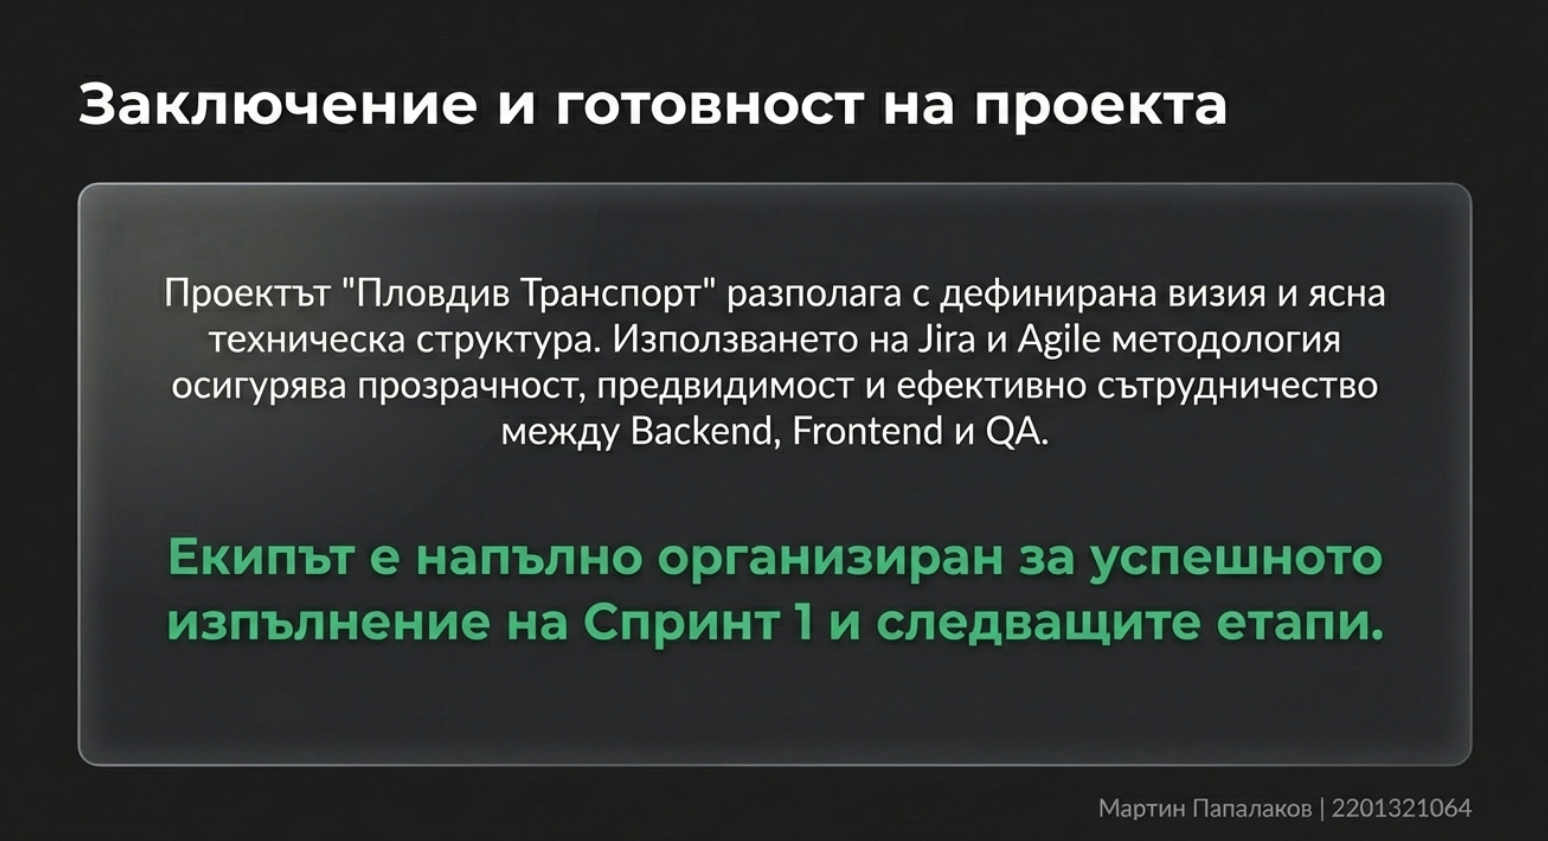 Заключение и готовност на проекта
Проектът "Пловдив Транспорт" разполага с дефинирана визия и ясна
техническа структура. Използването на Jira и Agile методология
осигурява прозрачност, предвидимост и ефективно сътрудничество
между Backend, Frontend и QA.
Екипът е напълно организиран за успешното
изпълнение на Спринт 1 и следващите етапи.
Мартин Папалаков | 2201321064